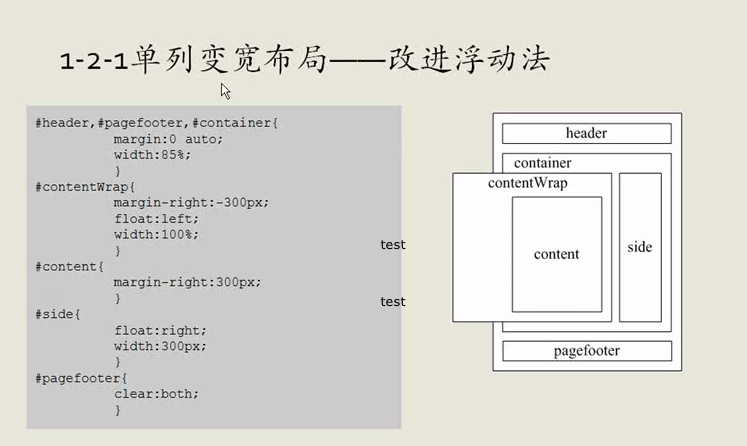 1-2-1单列变宽布局——改进浮动法
#header,#pagefooter,#container{
margin:0 auto;
width:85%;
}
#contentWrap{
margin-right:-300px;
float:left;
width:100%;
}
#content{
margin-right:300px;
}
#side{
float:right;
width:300px;
}
#pagefooter{
clear:both;
}
test
test
header
container
contentWrap
content
side
pagefooter